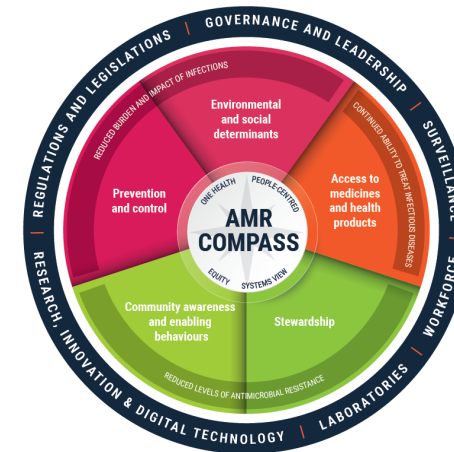 GOVERNANCE AND LEADERSHIP
SURVEILLANCE
WORKFORCE
LABORATORIES
RESEARCH, INNOVATION & DIGITAL TECHNOLOGY
REGULATIONS AND LEGISLATIONS
REDUCED BURDEN AND IMPACT OF INFECTIONS
CONTINUED ABILITY TO TREAT INFECTIOUS DISEASES
REDUCED LEVELS OF ANTIMICROBIAL RESISTANCE
Environmental
and social
determinants
Access to
medicines
and health
products
Stewardship
Community awareness
and enabling
behaviours
Prevention
and control
ONE HEALTH
PEOPLE-CENTRED
AMR
COMPASS
EQUITY
SYSTEMS VIEW